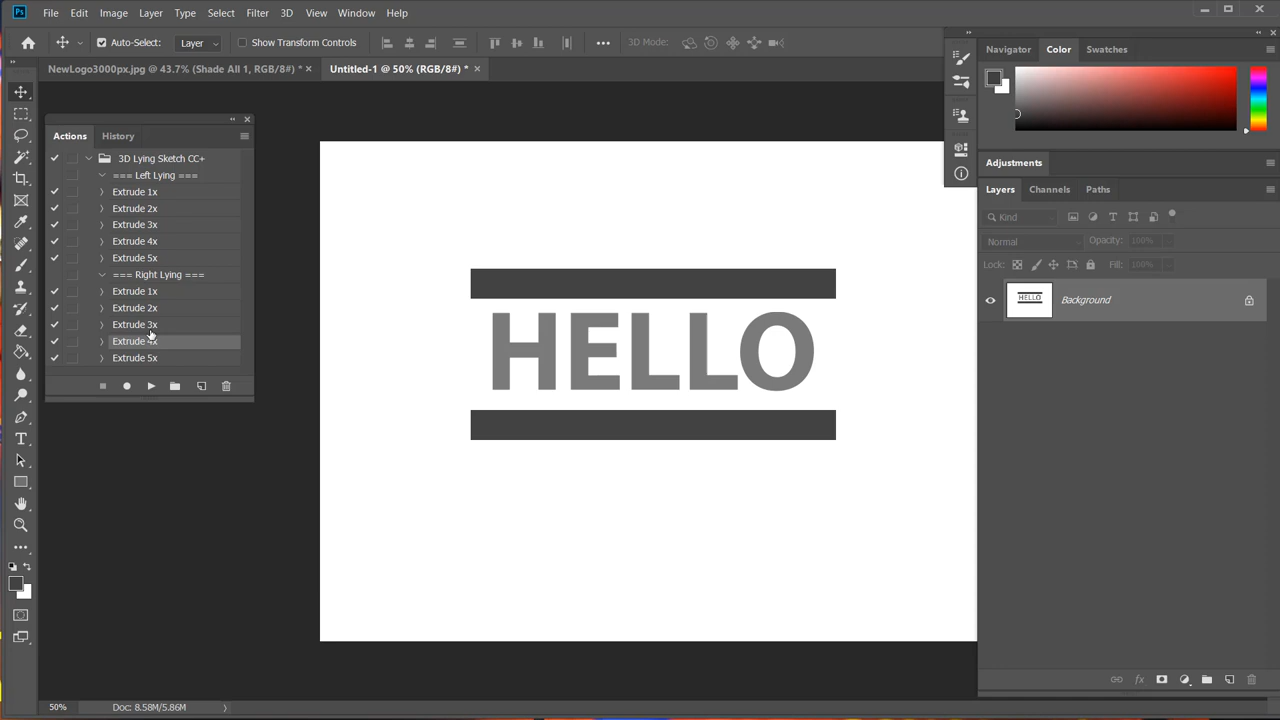 Ps File Edit Image Layer Type Select Filter 3D View Window Help
Auto-Select: Layer Show Transform Controls 3D Mode:
NewLogo3000px.jpg @ 43.7% (Shade All 1, RGB/8#) * Untitled-1 @ 50% (RGB/8#) *
Actions History
3D Lying Sketch CC+
=== Left Lying ===
Extrude 1x
Extrude 2x
Extrude 3x
Extrude 4x
Extrude 5x
=== Right Lying ===
Extrude 1x
Extrude 2x
Extrude 3x
Extrude 4x
Extrude 5x
HELLO
Navigator Color Swatches
Adjustments
Layers Channels Paths
Kind
Normal Opacity: 100%
Lock: Fill: 100%
HELLO Background
50% Doc: 8.58M/5.86M